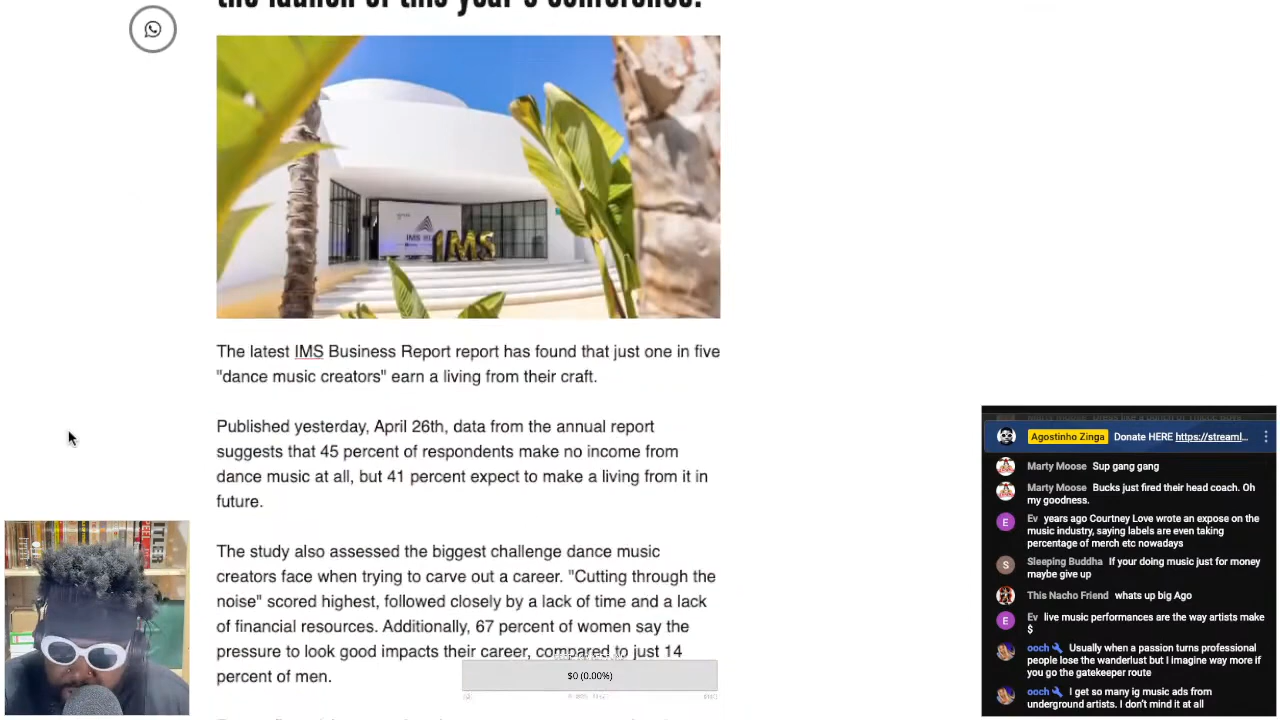 the launch of this year's conference.
IMS
The latest IMS Business Report report has found that just one in five
"dance music creators" earn a living from their craft.
Published yesterday, April 26th, data from the annual report
suggests that 45 percent of respondents make no income from
dance music at all, but 41 percent expect to make a living from it in
future.
The study also assessed the biggest challenge dance music
creators face when trying to carve out a career. "Cutting through the
noise" scored highest, followed closely by a lack of time and a lack
of financial resources. Additionally, 67 percent of women say the
pressure to look good impacts their career, compared to just 14
percent of men.
$0 (0.00%)
Agostinho Zinga Donate HERE https://streaml...
Marty Moose Sup gang gang
Marty Moose Bucks just fired their head coach. Oh
my goodness.
Ev years ago Courtney Love wrote an expose on the
music industry, saying labels are even taking
percentage of merch etc nowadays
Sleeping Buddha If your doing music just for money
maybe give up
This Nacho Friend whats up big Ago
Ev live music performances are the way artists make
$
ooch Usually when a passion turns professional
people lose the wanderlust but I imagine way more if
you go the gatekeeper route
ooch I get so many ig music ads from
underground artists. I don't mind it at all